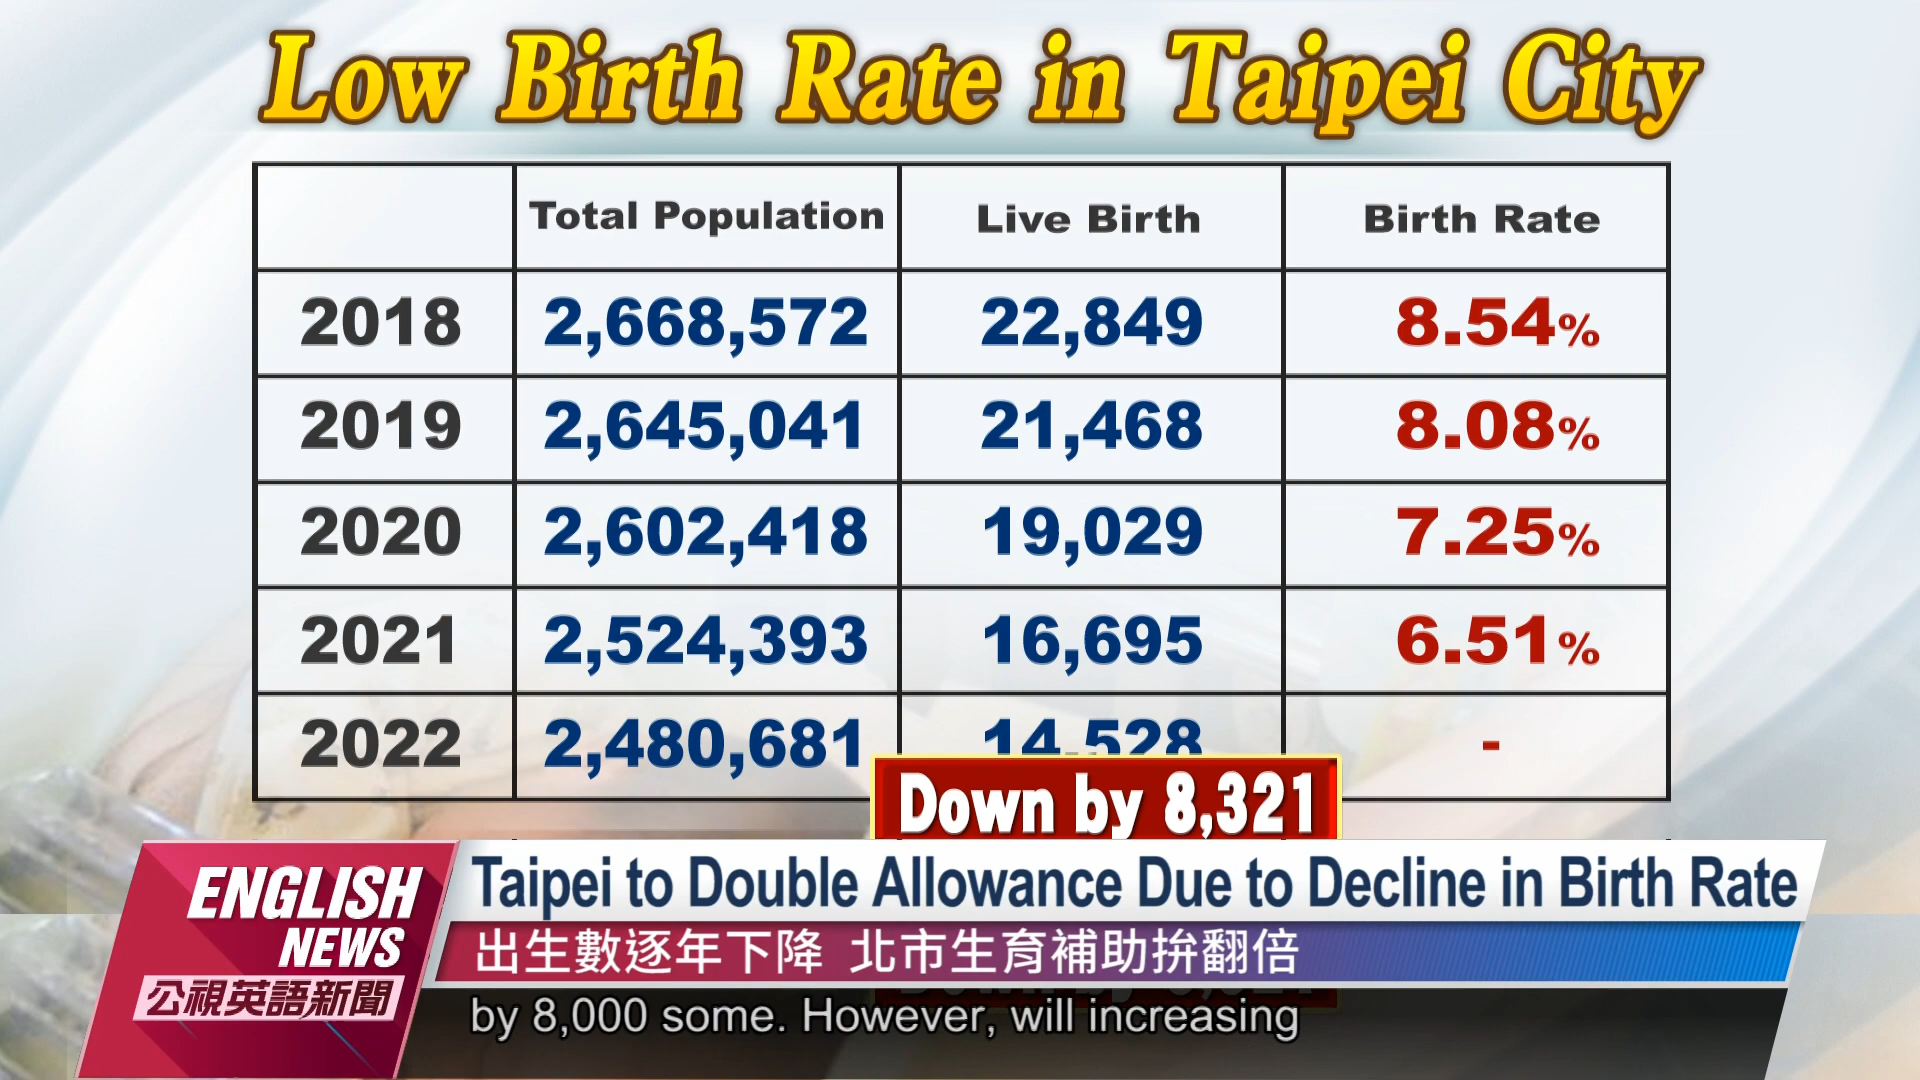 Low Birth Rate in Taipei City
Total Population Live Birth Birth Rate
2018 2,668,572 22,849 8.54%
2019 2,645,041 21,468 8.08%
2020 2,602,418 19,029 7.25%
2021 2,524,393 16,695 6.51%
2022 2,480,681 14,528 -
Down by 8,321
Taipei to Double Allowance Due to Decline in Birth Rate
出生數逐年下降 北市生育補助拚翻倍
ENGLISH
NEWS
公視英語新聞
by 8,000 some. However, will increasing